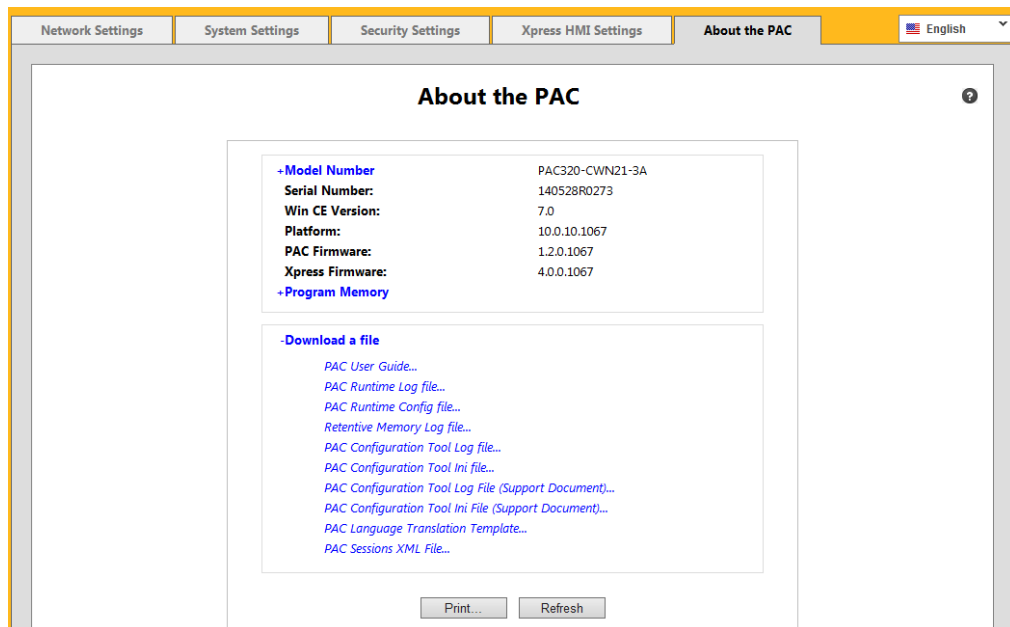 Network Settings System Settings Security Settings Xpress HMI Settings About the PAC English
About the PAC ?
+Model Number PAC320-CWN21-3A
Serial Number: 140528R0273
Win CE Version: 7.0
Platform: 10.0.10.1067
PAC Firmware: 1.2.0.1067
Xpress Firmware: 4.0.0.1067
+Program Memory
-Download a file
PAC User Guide...
PAC Runtime Log file...
PAC Runtime Config file...
Retentive Memory Log file...
PAC Configuration Tool Log file...
PAC Configuration Tool Ini file...
PAC Configuration Tool Log File (Support Document)...
PAC Configuration Tool Ini File (Support Document)...
PAC Language Translation Template...
PAC Sessions XML File...
Print... Refresh